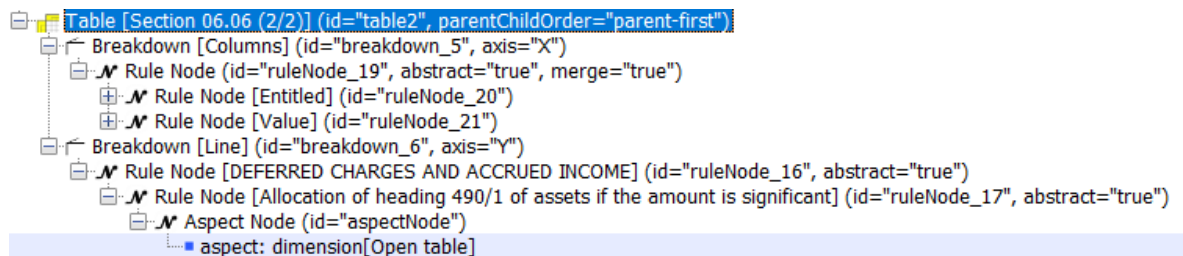 Table [Section 06.06 (2/2)] (id="table2", parentChildOrder="parent-first")
Breakdown [Columns] (id="breakdown_5", axis="X")
Rule Node (id="ruleNode_19", abstract="true", merge="true")
Rule Node [Entitled] (id="ruleNode_20")
Rule Node [Value] (id="ruleNode_21")
Breakdown [Line] (id="breakdown_6", axis="Y")
Rule Node [DEFERRED CHARGES AND ACCRUED INCOME] (id="ruleNode_16", abstract="true")
Rule Node [Allocation of heading 490/1 of assets if the amount is significant] (id="ruleNode_17", abstract="true")
Aspect Node (id="aspectNode")
aspect: dimension[Open table]